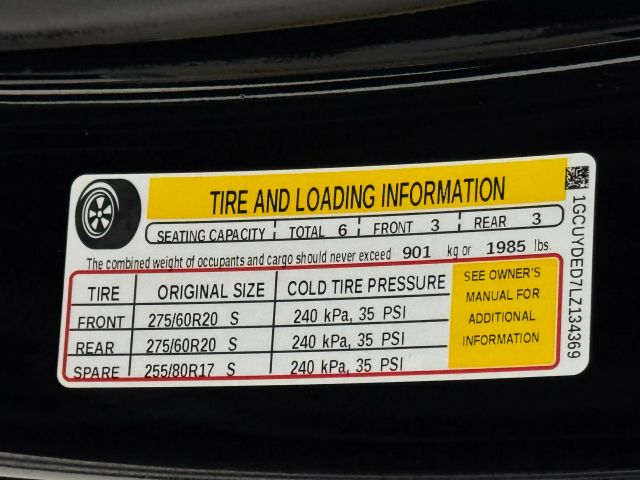 TIRE AND LOADING INFORMATION
SEATING CAPACITY TOTAL 6 FRONT 3 REAR 3
The combined weight of occupants and cargo should never exceed 901 kg or 1985 lbs.
TIRE ORIGINAL SIZE COLD TIRE PRESSURE
FRONT 275/60R20 S 240 kPa, 35 PSI
REAR 275/60R20 S 240 kPa, 35 PSI
SPARE 255/80R17 S 240 kPa, 35 PSI
SEE OWNER'S
MANUAL FOR
ADDITIONAL
INFORMATION
1GCUYDED7LZ134369